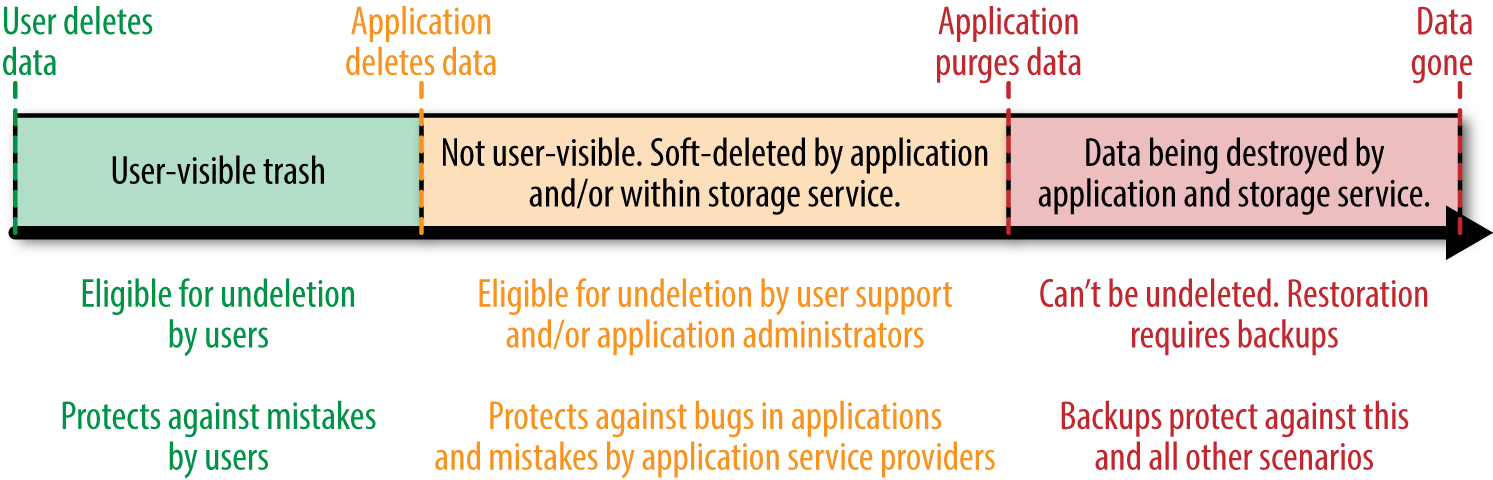 User deletes
data
Application
deletes data
Application
purges data
Data
gone
User-visible trash
Not user-visible. Soft-deleted by application
and/or within storage service.
Data being destroyed by
application and storage service.
Eligible for undeletion
by users
Eligible for undeletion by user support
and/or application administrators
Can’t be undeleted. Restoration
requires backups
Protects against mistakes
by users
Protects against bugs in applications
and mistakes by application service providers
Backups protect against this
and all other scenarios